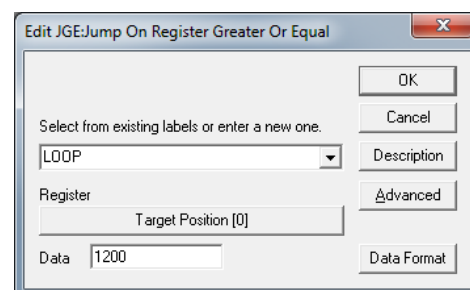 Edit JGE:Jump On Register Greater Or Equal
OK
Select from existing labels or enter a new one.
Cancel
LOOP
Description
Register
Advanced
Target Position [0]
Data 1200
Data Format